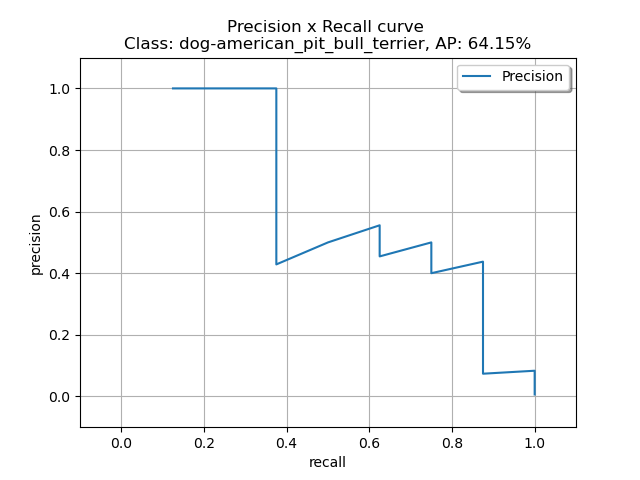 Precision x Recall curve
Class: dog-american_pit_bull_terrier, AP: 64.15%
Precision
1.0
0.8
0.6
0.4
0.2
0.0
precision
0.0 0.2 0.4 0.6 0.8 1.0
recall